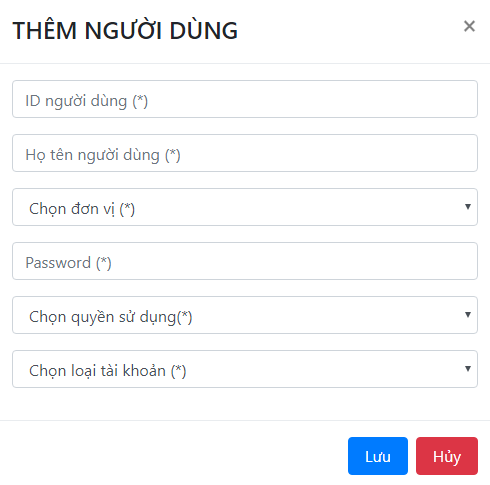 THÊM NGƯỜI DÙNG
×
ID người dùng (*)
Họ tên người dùng (*)
Chọn đơn vị (*)
Password (*)
Chọn quyền sử dụng(*)
Chọn loại tài khoản (*)
Lưu
Hủy